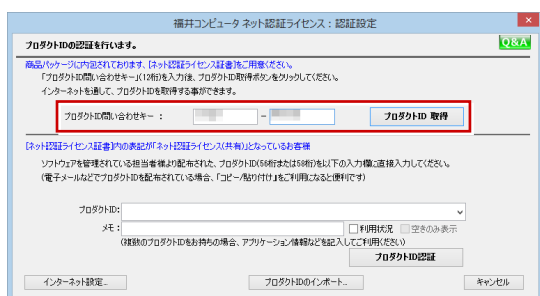 福井コンピュータ ネット認証ライセンス：認証設定
×
プロダクトIDの認証を行います。
Q&A
商品パッケージに内包されております、[ネット認証ライセンス証書]をご用意ください。
「プロダクトID問い合わせキー」(12桁)を入力後、プロダクトID取得ボタンをクリックしてください。
インターネットを通して、プロダクトIDを取得する事ができます。
プロダクトID問い合わせキー ： - プロダクトID 取得
[ネット認証ライセンス証書]内の表記が「ネット認証ライセンス(共有)」となっているお客様
ソフトウェアを管理されている担当者様より配布された、プロダクトID(56桁または58桁)を以下の入力欄に直接入力してください。
(電子メールなどでプロダクトIDを配布されている場合、「コピー/貼り付け」をご利用になると便利です)
プロダクトID：
メモ： 利用状況 空きのみ表示
(複数のプロダクトIDをお持ちの場合、アプリケーション情報などを記入してご利用ください)
プロダクトID認証
インターネット設定... プロダクトIDのインポート... キャンセル